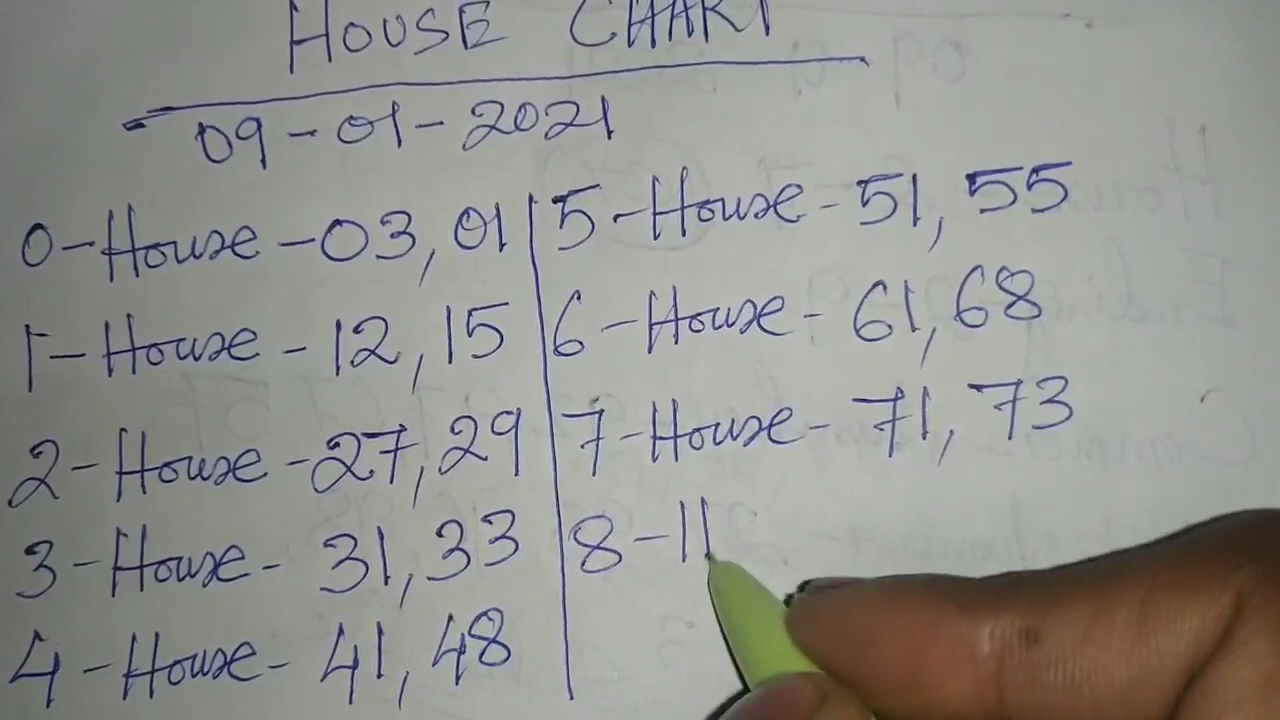 HOUSE CHART
09-01-2021
0-House-03, 01
1-House-12, 15
2-House-27, 29
3-House-31, 33
4-House-41, 48
5-House-51, 55
6-House-61, 68
7-House-71, 73
8-